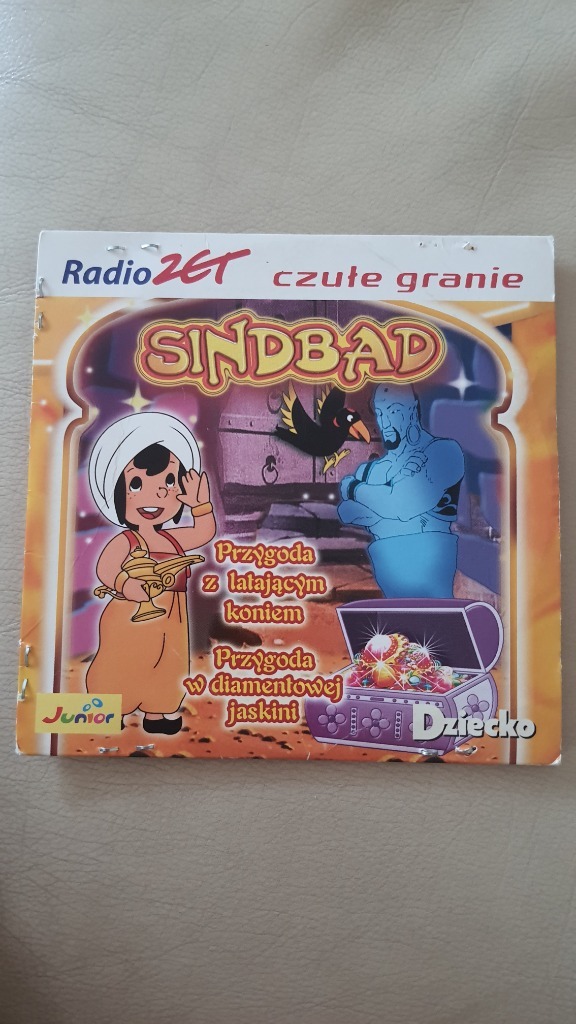 Radio ZET czułe granie
SINDBAD
Przygoda
z latającym
koniem
Przygoda
w diamentowej
jaskini
Junior
Dziecko